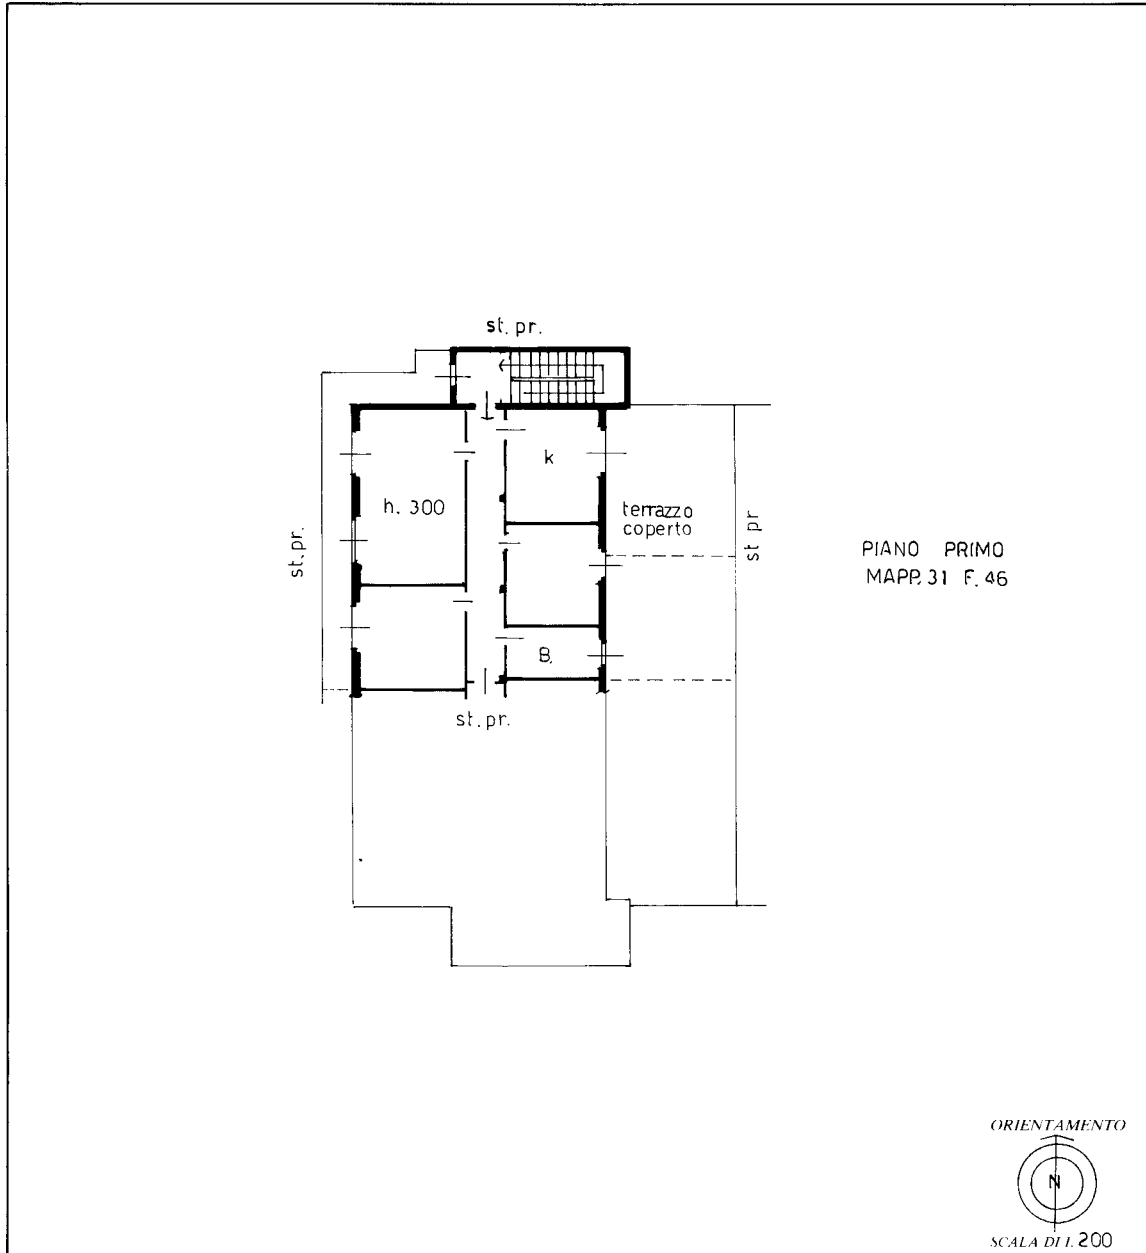 st. pr.
k
h. 300
terrazzo
coperto
st. pr.
st pr
PIANO PRIMO
MAPP. 31 F. 46
B.
st. pr.
ORIENTAMENTO
N
SCALA DI 1. 200